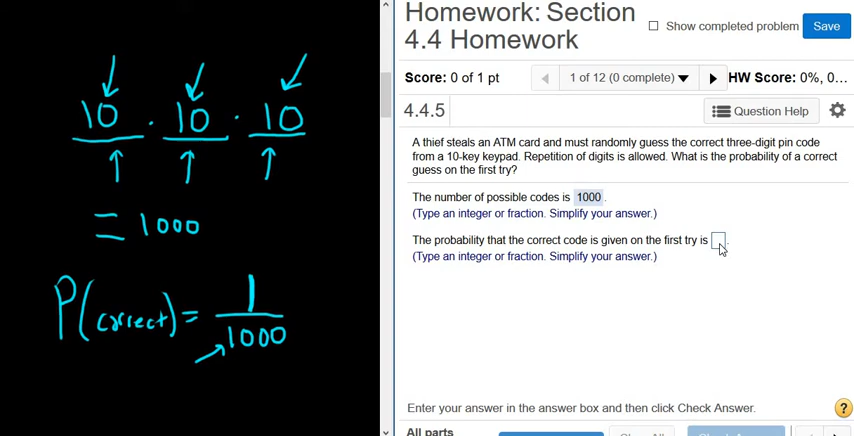 10 · 10 · 10
= 1000
P(correct) = 1/1000
Homework: Section
4.4 Homework
Show completed problem
Save
Score: 0 of 1 pt
1 of 12 (0 complete)
HW Score: 0%, 0...
4.4.5
Question Help
A thief steals an ATM card and must randomly guess the correct three-digit pin code
from a 10-key keypad. Repetition of digits is allowed. What is the probability of a correct
guess on the first try?
The number of possible codes is 1000.
(Type an integer or fraction. Simplify your answer.)
The probability that the correct code is given on the first try is .
(Type an integer or fraction. Simplify your answer.)
Enter your answer in the answer box and then click Check Answer.
?
All parts
Clear All
Check Answer